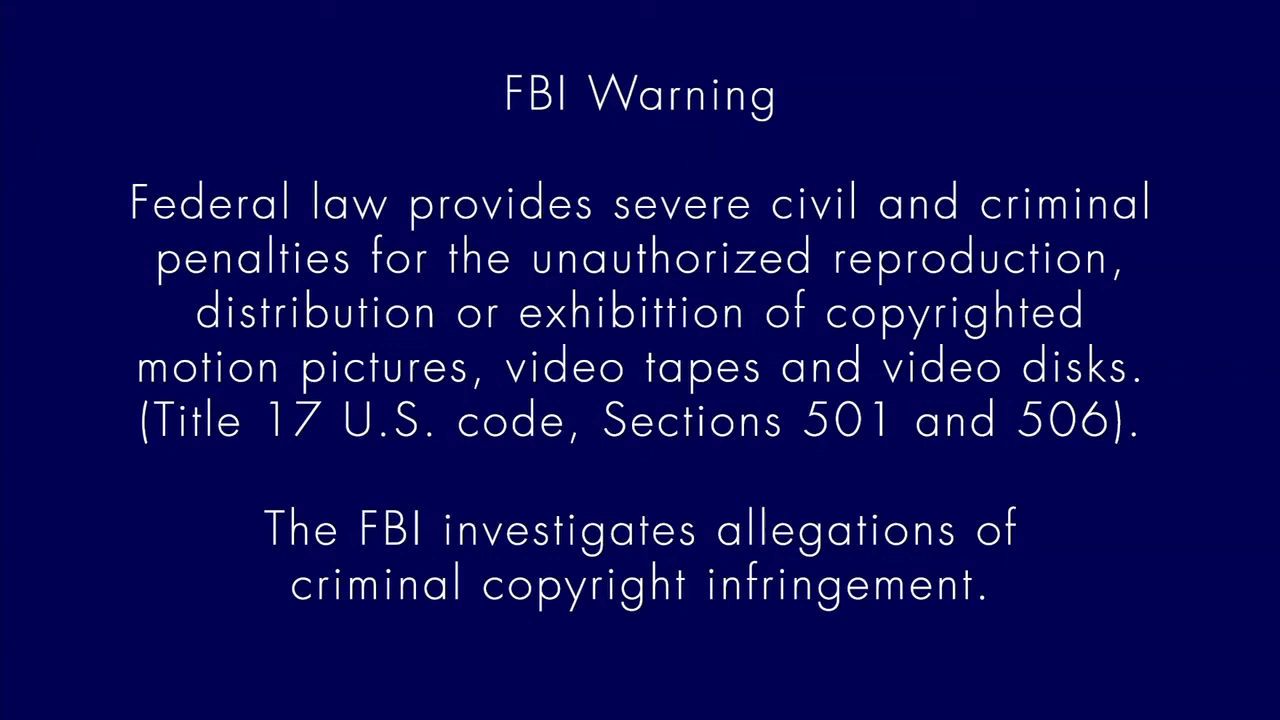 FBI Warning
Federal law provides severe civil and criminal
penalties for the unauthorized reproduction,
distribution or exhibittion of copyrighted
motion pictures, video tapes and video disks.
(Title 17 U.S. code, Sections 501 and 506).
The FBI investigates allegations of
criminal copyright infringement.